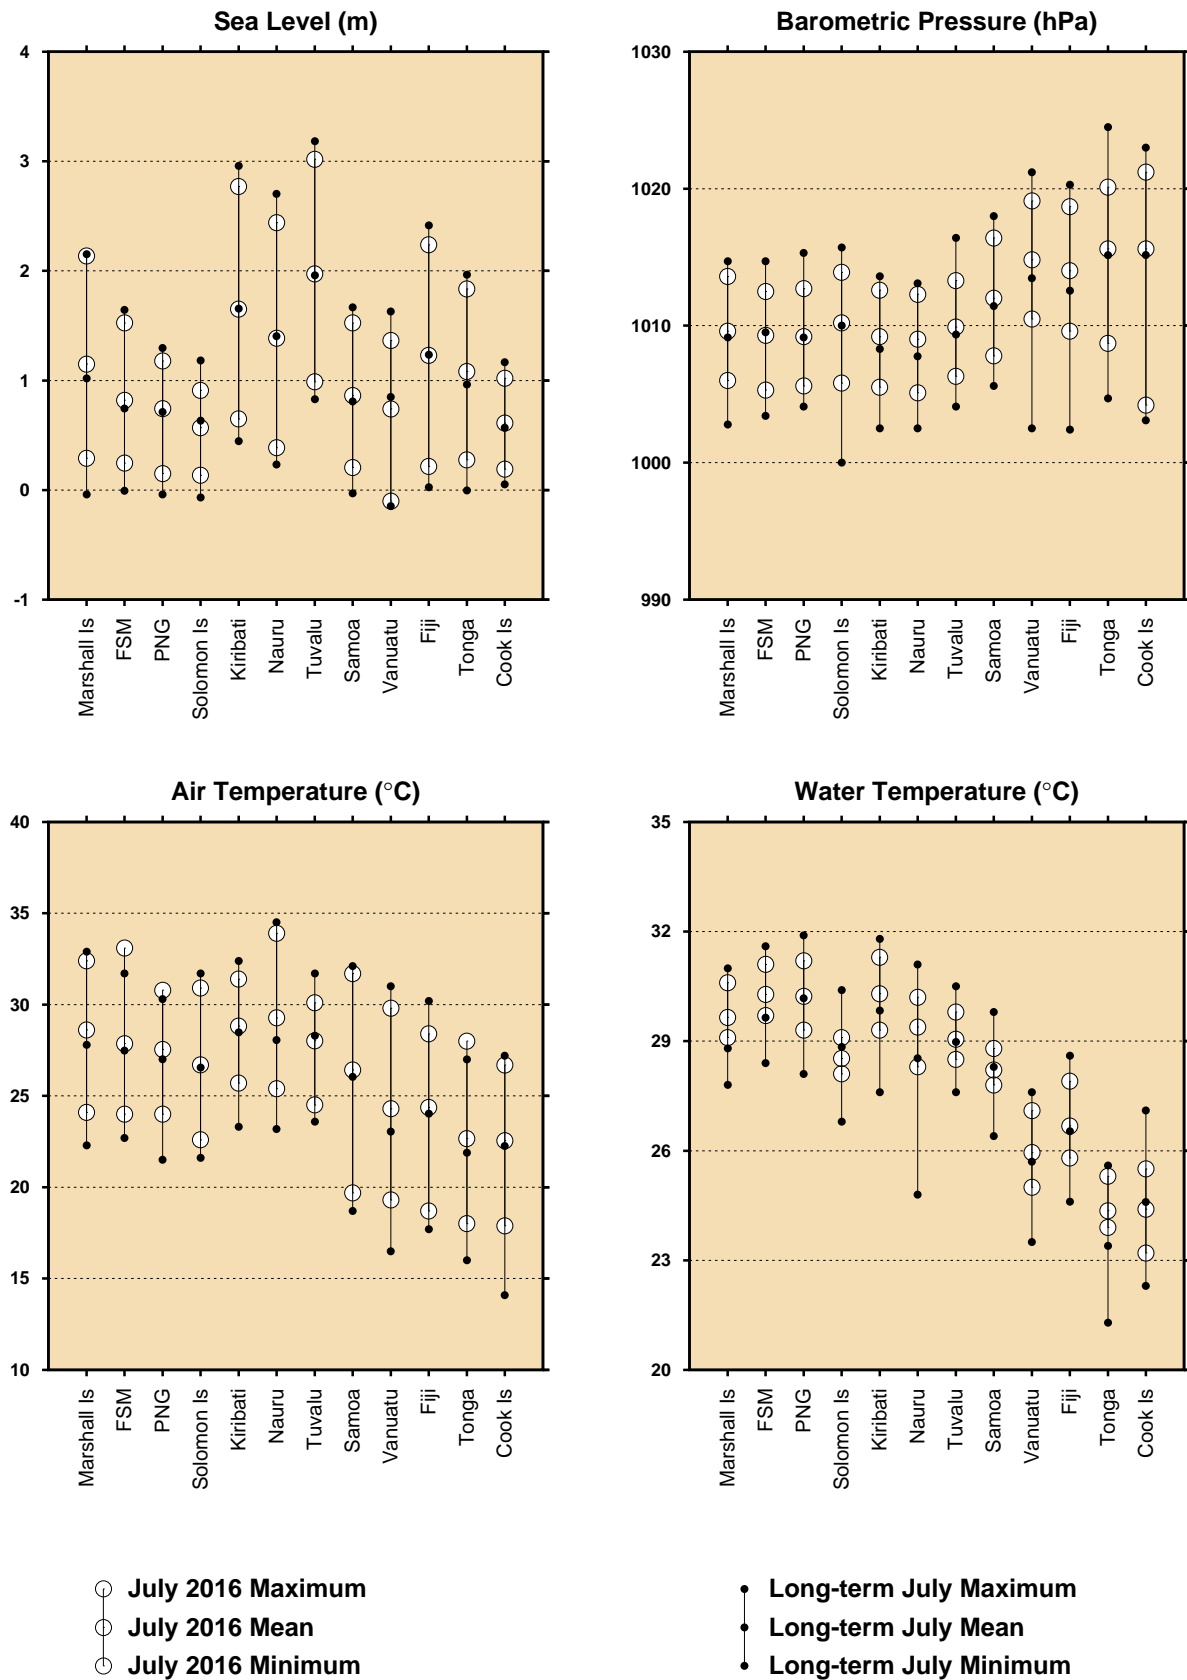 Sea Level (m)
4
3
2
1
0
-1
Marshall Is
FSM
PNG
Solomon Is
Kiribati
Nauru
Tuvalu
Samoa
Vanuatu
Fiji
Tonga
Cook Is
Barometric Pressure (hPa)
1030
1020
1010
1000
990
Marshall Is
FSM
PNG
Solomon Is
Kiribati
Nauru
Tuvalu
Samoa
Vanuatu
Fiji
Tonga
Cook Is
Air Temperature (°C)
40
35
30
25
20
15
10
Marshall Is
FSM
PNG
Solomon Is
Kiribati
Nauru
Tuvalu
Samoa
Vanuatu
Fiji
Tonga
Cook Is
Water Temperature (°C)
35
32
29
26
23
20
Marshall Is
FSM
PNG
Solomon Is
Kiribati
Nauru
Tuvalu
Samoa
Vanuatu
Fiji
Tonga
Cook Is
July 2016 Maximum
July 2016 Mean
July 2016 Minimum
Long-term July Maximum
Long-term July Mean
Long-term July Minimum